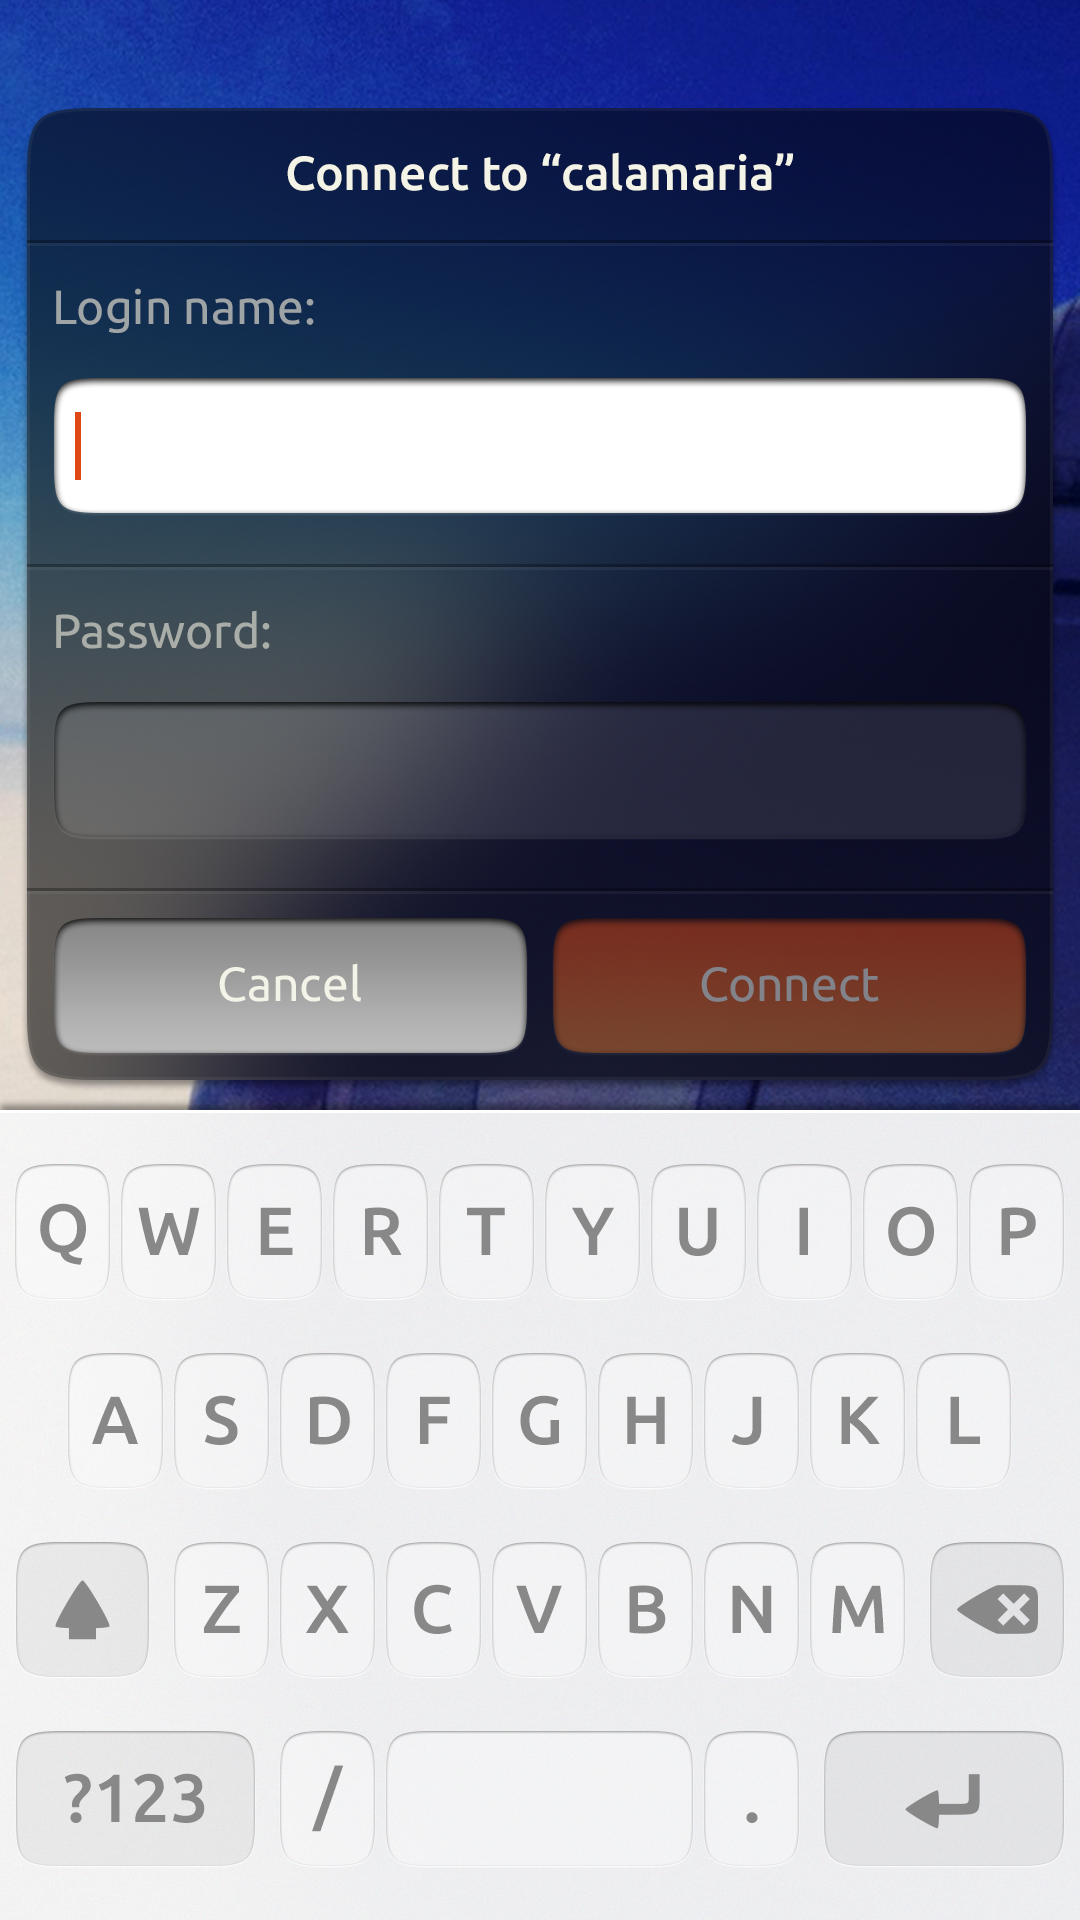 Connect to “calamaria”
Login name:
Password:
Cancel Connect
Q W E R T Y U I O P
A S D F G H J K L
Z X C V B N M
?123 / .